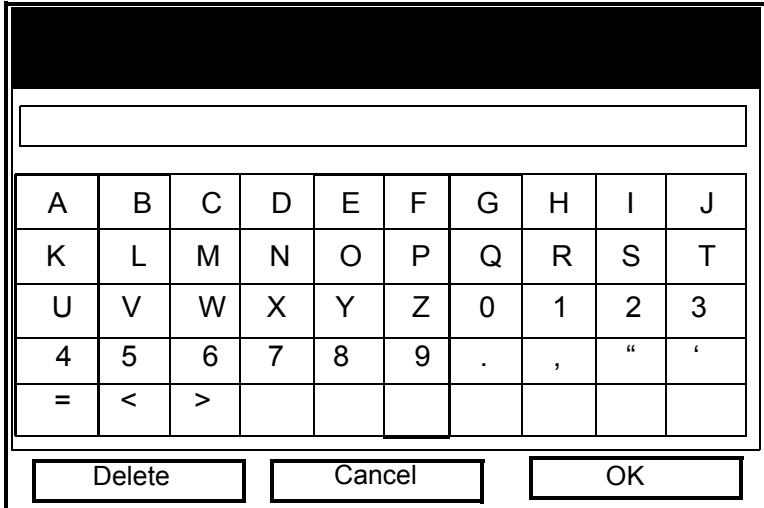 A B C D E F G H I J
K L M N O P Q R S T
U V W X Y Z 0 1 2 3
4 5 6 7 8 9 . , “ ‘
= < >
Delete Cancel OK